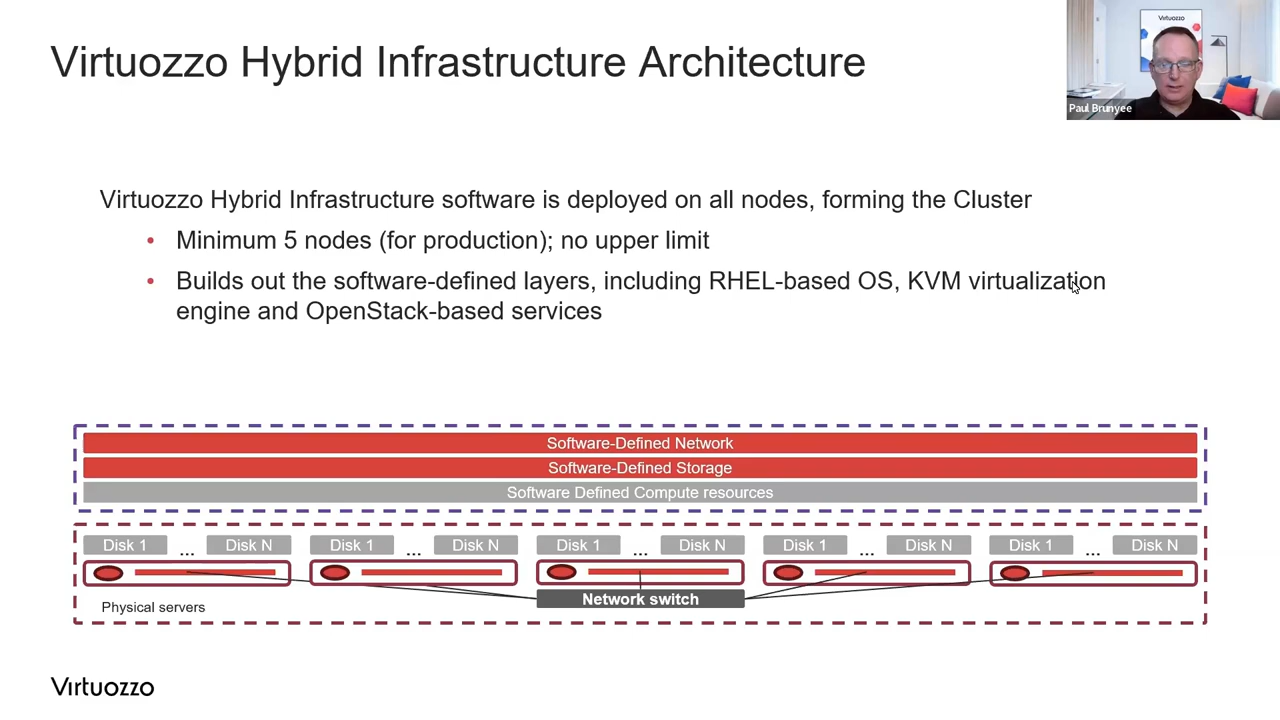 Virtuozzo Hybrid Infrastructure Architecture
Virtuozzo
Paul Brunyee
Virtuozzo Hybrid Infrastructure software is deployed on all nodes, forming the Cluster
• Minimum 5 nodes (for production); no upper limit
• Builds out the software-defined layers, including RHEL-based OS, KVM virtualization
engine and OpenStack-based services
Software-Defined Network
Software-Defined Storage
Software Defined Compute resources
Disk 1 ... Disk N Disk 1 ... Disk N Disk 1 ... Disk N Disk 1 ... Disk N Disk 1 ... Disk N
Network switch
Physical servers
Virtuozzo